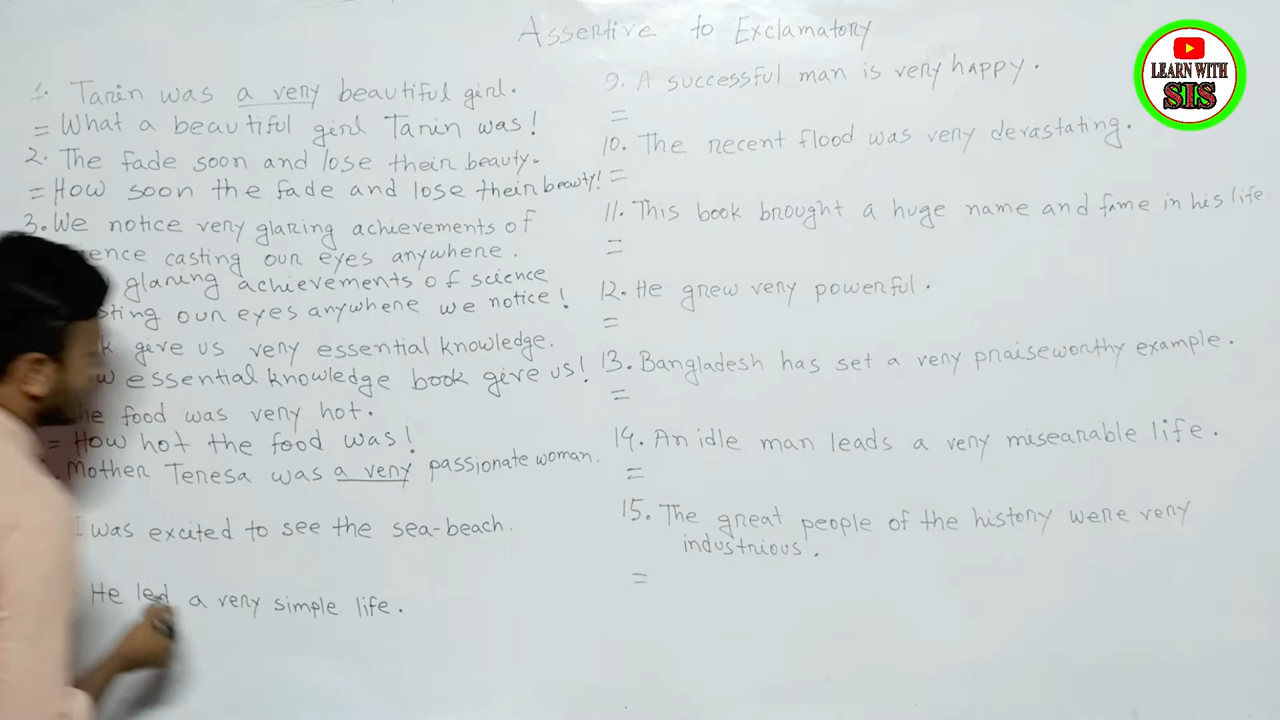 Assertive to Exclamatory
1. Tanin was a very beautiful girl.
= What a beautiful girl Tanin was!
2. The fade soon and lose their beauty.
= How soon the fade and lose their beauty!
3. We notice very glaring achievements of
ence casting our eyes anywhere.
glaring achievements of science
sting our eyes anywhere we notice!
k give us very essential knowledge.
w essential knowledge book give us!
he food was very hot.
= How hot the food was!
Mother Teresa was a very passionate woman.
I was excited to see the sea-beach.
He led a very simple life.
9. A successful man is very happy.
=
10. The recent flood was very devastating.
=
11. This book brought a huge name and fame in his life
=
12. He grew very powerful.
=
13. Bangladesh has set a very praiseworthy example.
=
14. An idle man leads a very misearable life.
=
15. The great people of the history were very
industrious.
=
LEARN WITH
SIS